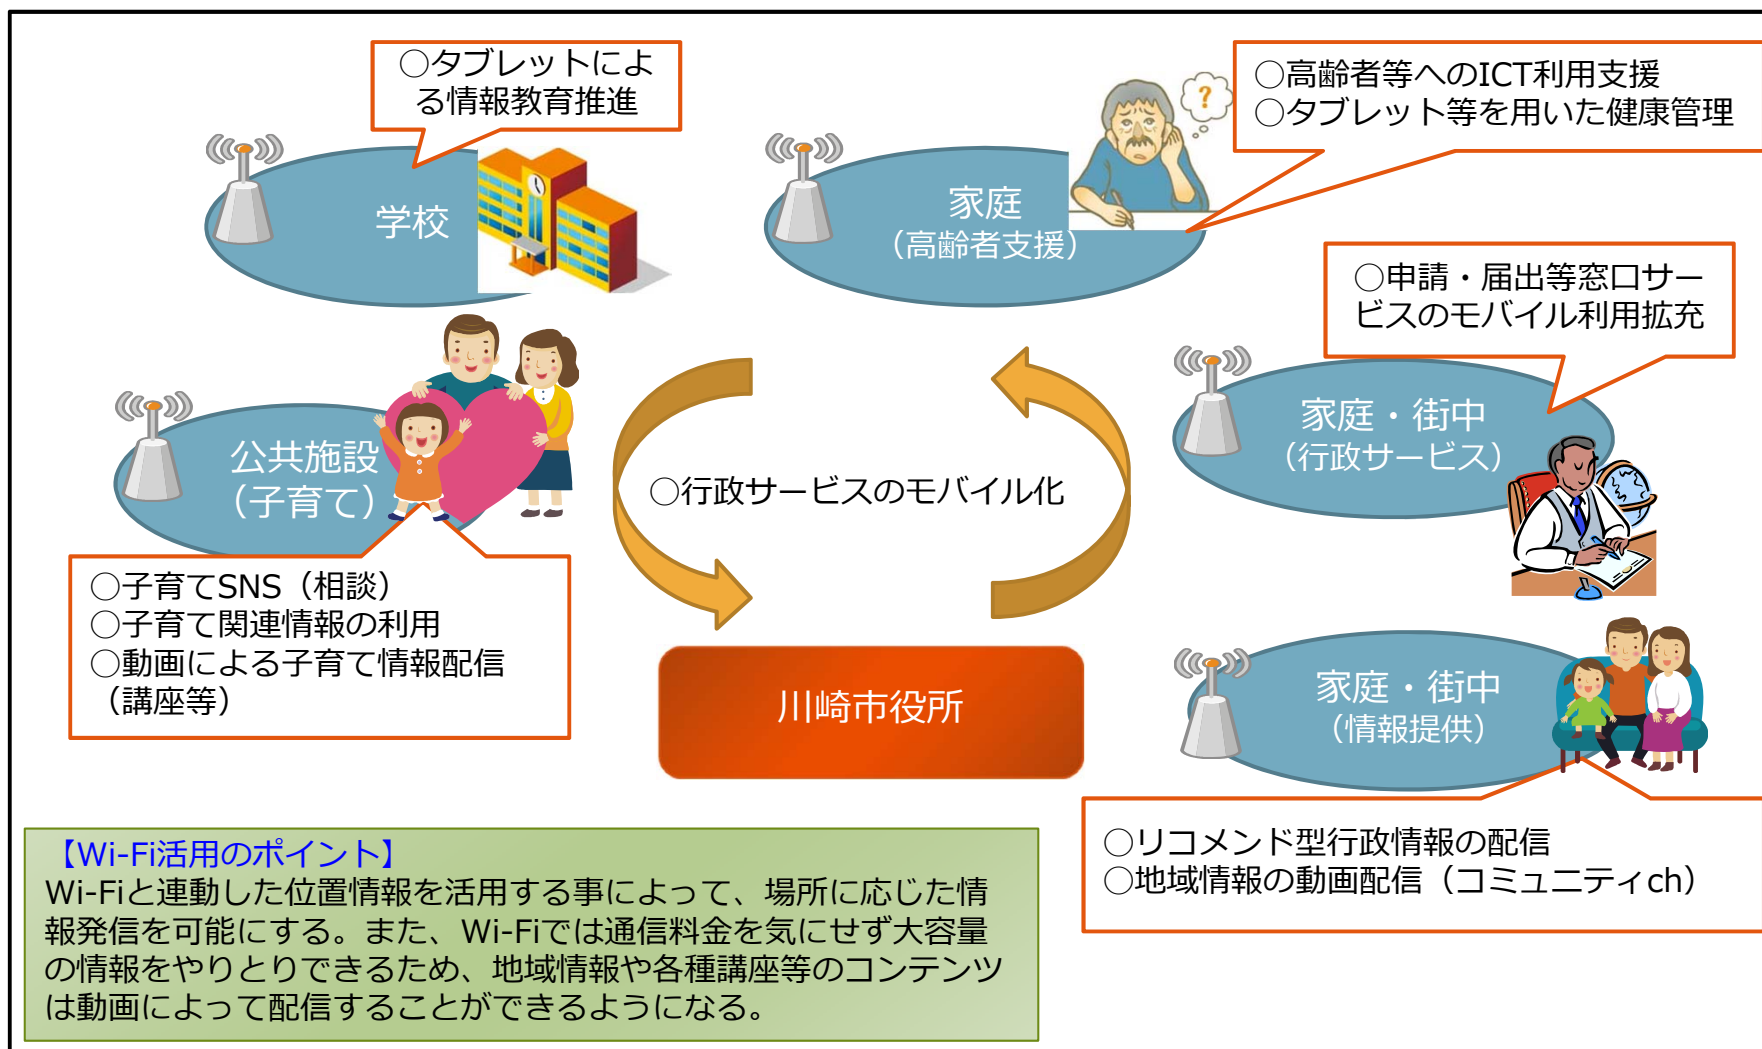 ○タブレットによ
る情報教育推進
学校
○高齢者等へのICT利用支援
○タブレット等を用いた健康管理
?
家庭
（高齢者支援）
○申請・届出等窓口サー
ビスのモバイル利用拡充
家庭・街中
（行政サービス）
公共施設
（子育て）
○行政サービスのモバイル化
○子育てSNS（相談）
○子育て関連情報の利用
○動画による子育て情報配信
（講座等）
川崎市役所
家庭・街中
（情報提供）
○リコメンド型行政情報の配信
○地域情報の動画配信（コミュニティch）
【Wi-Fi活用のポイント】
Wi-Fiと連動した位置情報を活用する事によって、場所に応じた情
報発信を可能にする。また、Wi-Fiでは通信料金を気にせず大容量
の情報をやりとりできるため、地域情報や各種講座等のコンテンツ
は動画によって配信することができるようになる。